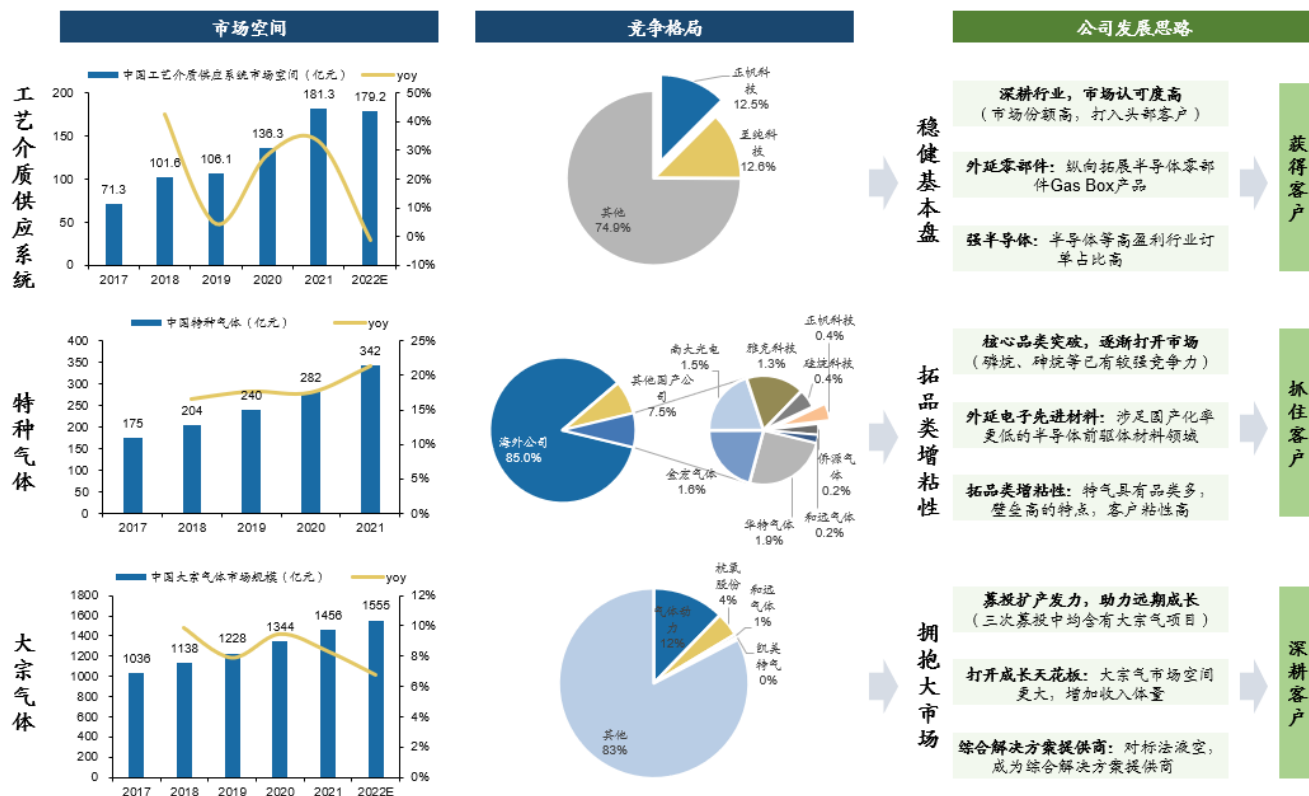 市场空间
竞争格局
公司发展思路
工艺介质供应系统
中国工艺介质供应系统市场空间（亿元）
yoy
200
150
100
50
0
71.3
101.6
106.1
136.3
181.3
179.2
50%
40%
30%
20%
10%
0%
-10%
2017
2018
2019
2020
2021
2022E
正帆科
技
12.5%
至纯科
技
12.6%
其他
74.9%
稳健基本盘
深耕行业，市场认可度高
（市场份额高，打入头部客户）
外延零部件：纵向拓展半导体零部
件Gas Box产品
强半导体：半导体等高盈利行业订
单占比高
获得客户
特种气体
中国特种气体（亿元）
yoy
400
350
300
250
200
150
100
50
0
175
204
240
282
342
25%
20%
15%
10%
5%
0%
2017
2018
2019
2020
2021
海外公司
85.0%
其他国产公
司
7.5%
南大光电
1.5%
雅克科技
1.3%
正帆科技
0.4%
硅烷科技
0.4%
侨源气
体
0.2%
和远气体
0.2%
华特气体
1.9%
金宏气体
1.6%
拓品类增粘性
核心品类突破，逐渐打开市场
（磷烷、砷烷等已有较强竞争力）
外延电子先进材料：涉足国产化率
更低的半导体前驱体材料领域
拓品类增粘性：特气具有品类多，
壁垒高的特点，客户粘性高
抓住客户
大宗气体
中国大宗气体市场规模（亿元）
yoy
1800
1600
1400
1200
1000
800
600
400
200
0
1036
1138
1228
1344
1456
1555
12%
10%
8%
6%
4%
2%
0%
2017
2018
2019
2020
2021
2022E
气体动
力
12%
杭氧
股份
4%
和远
气体
1%
凯美
特气
0%
其他
83%
拥抱大市场
募投扩产发力，助力远期成长
（三次募投中均含有大宗气项目）
打开成长天花板：大宗气市场空间
更大，增加收入体量
综合解决方案提供商：对标法液空，
成为综合解决方案提供商
深耕客户